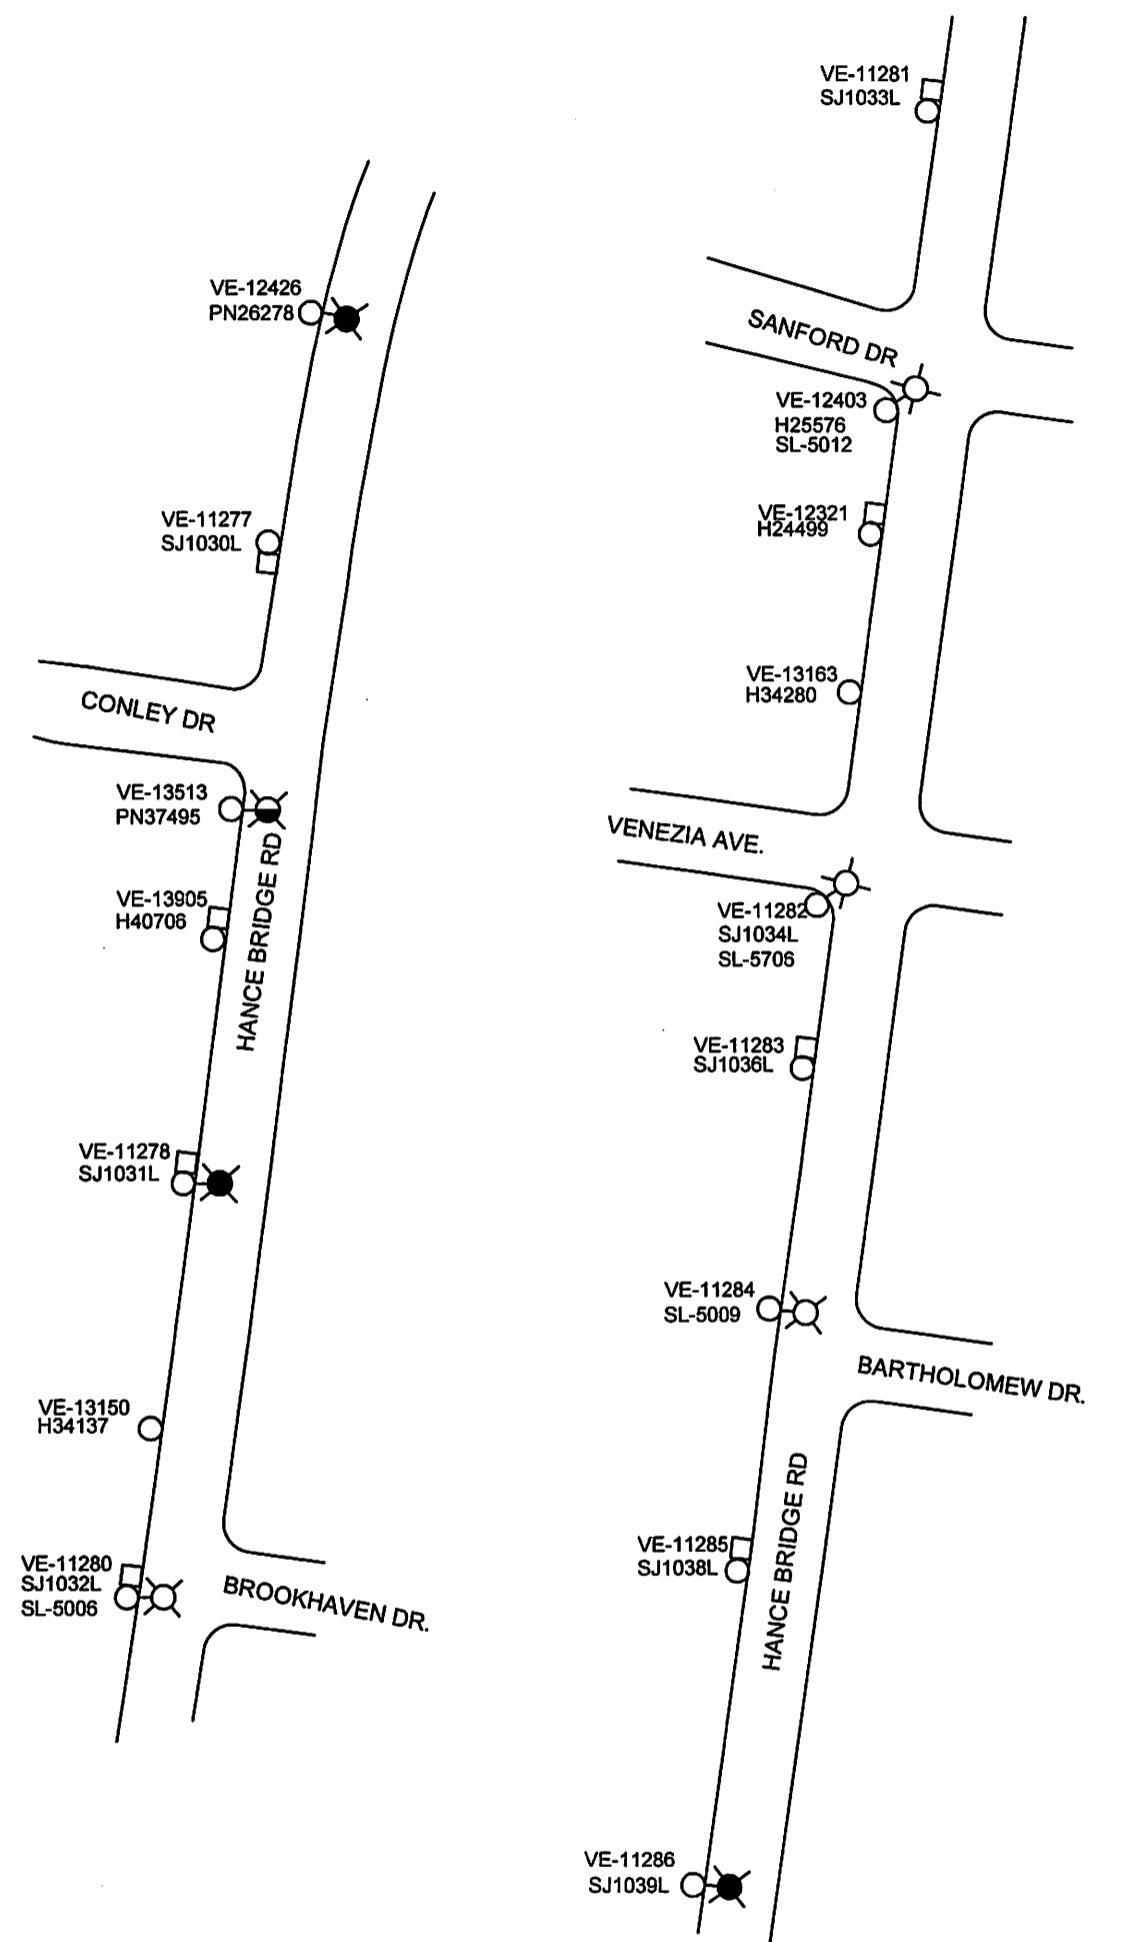 VE-12426
PN26278
VE-11277
SJ1030L
CONLEY DR
VE-13513
PN37495
VE-13905
H40706
HANCE BRIDGE RD
VE-11278
SJ1031L
VE-13150
H34137
VE-11280
SJ1032L
SL-5006
BROOKHAVEN DR.
VE-11281
SJ1033L
SANFORD DR
VE-12403
H25576
SL-5012
VE-12321
H24499
VE-13163
H34280
VENEZIA AVE.
VE-11282
SJ1034L
SL-5706
VE-11283
SJ1036L
VE-11284
SL-5009
BARTHOLOMEW DR.
HANCE BRIDGE RD
VE-11285
SJ1038L
VE-11286
SJ1039L